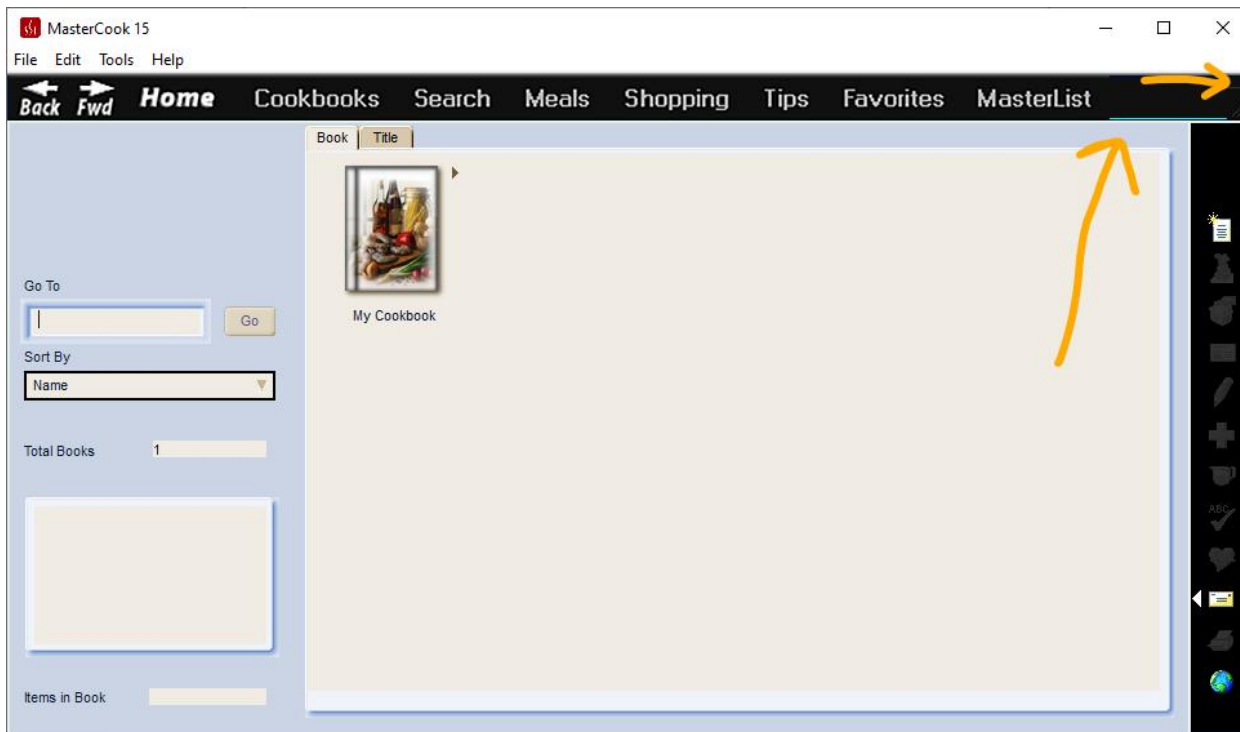 MasterCook 15
File Edit Tools Help
Back Fwd Home Cookbooks Search Meals Shopping Tips Favorites MasterList
Book Title
My Cookbook
Go To
Go
Sort By
Name
Total Books 1
Items in Book
ABC